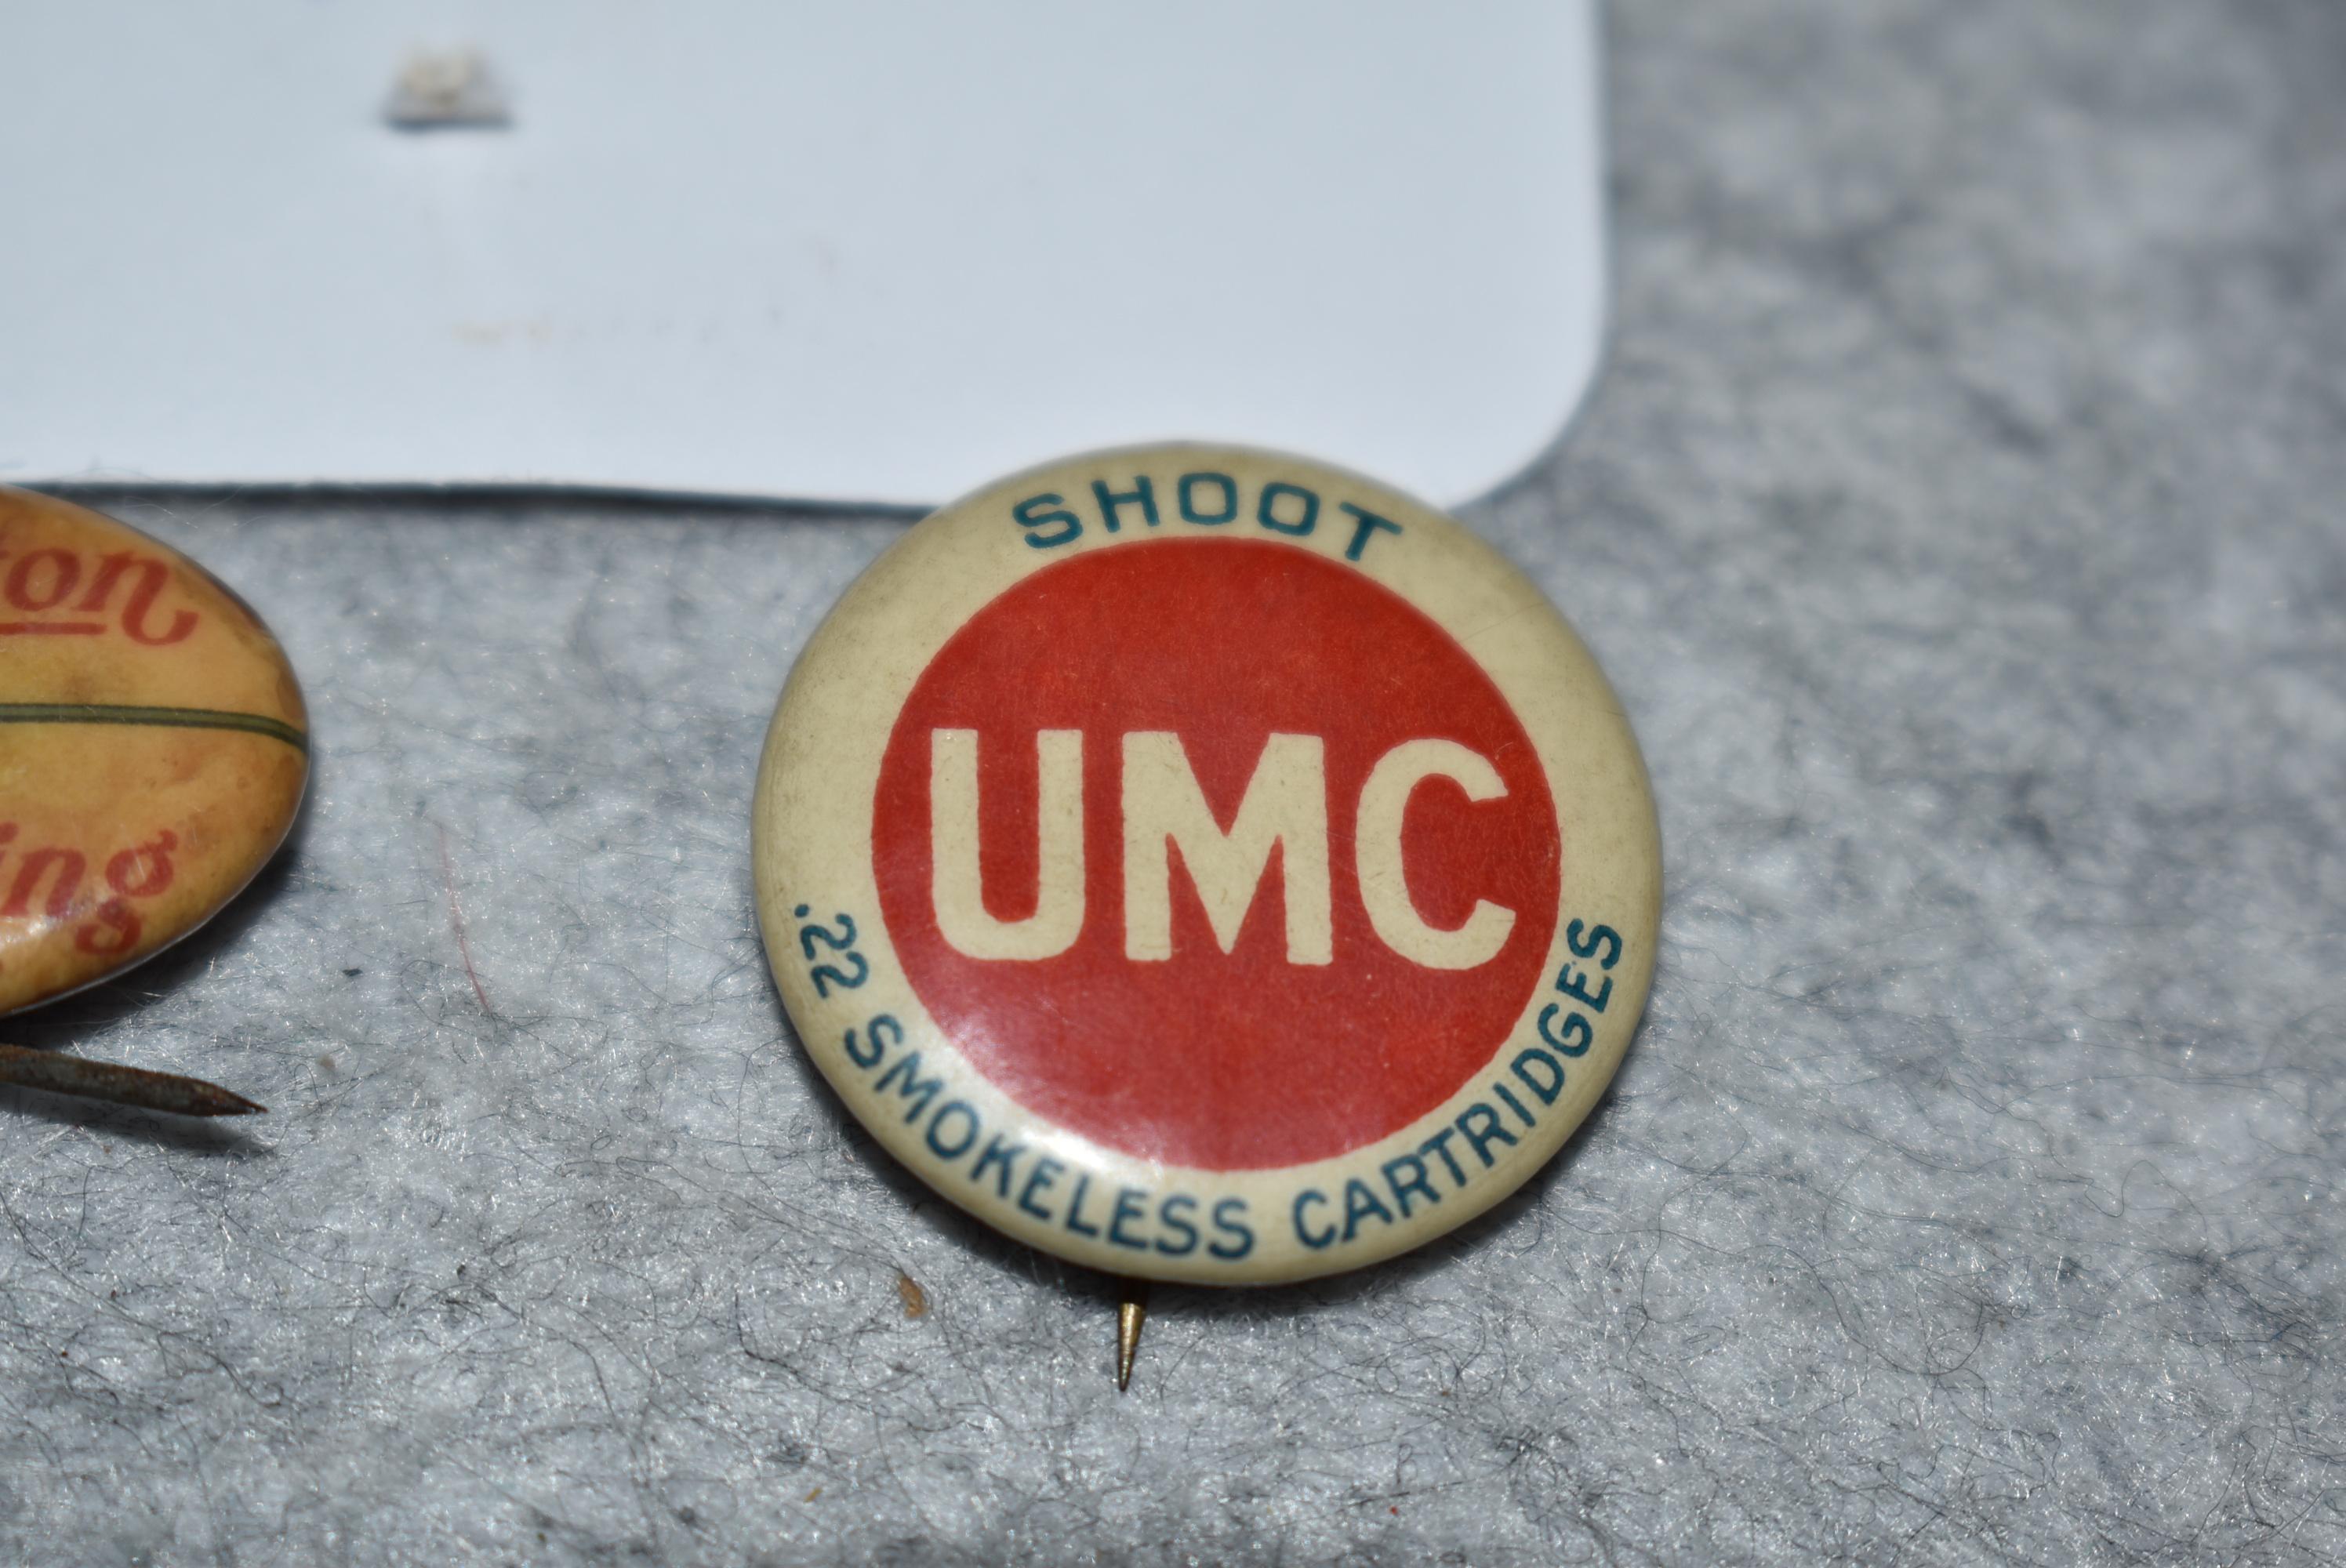 SHOOT
UMC
.22 SMOKELESS CARTRIDGES